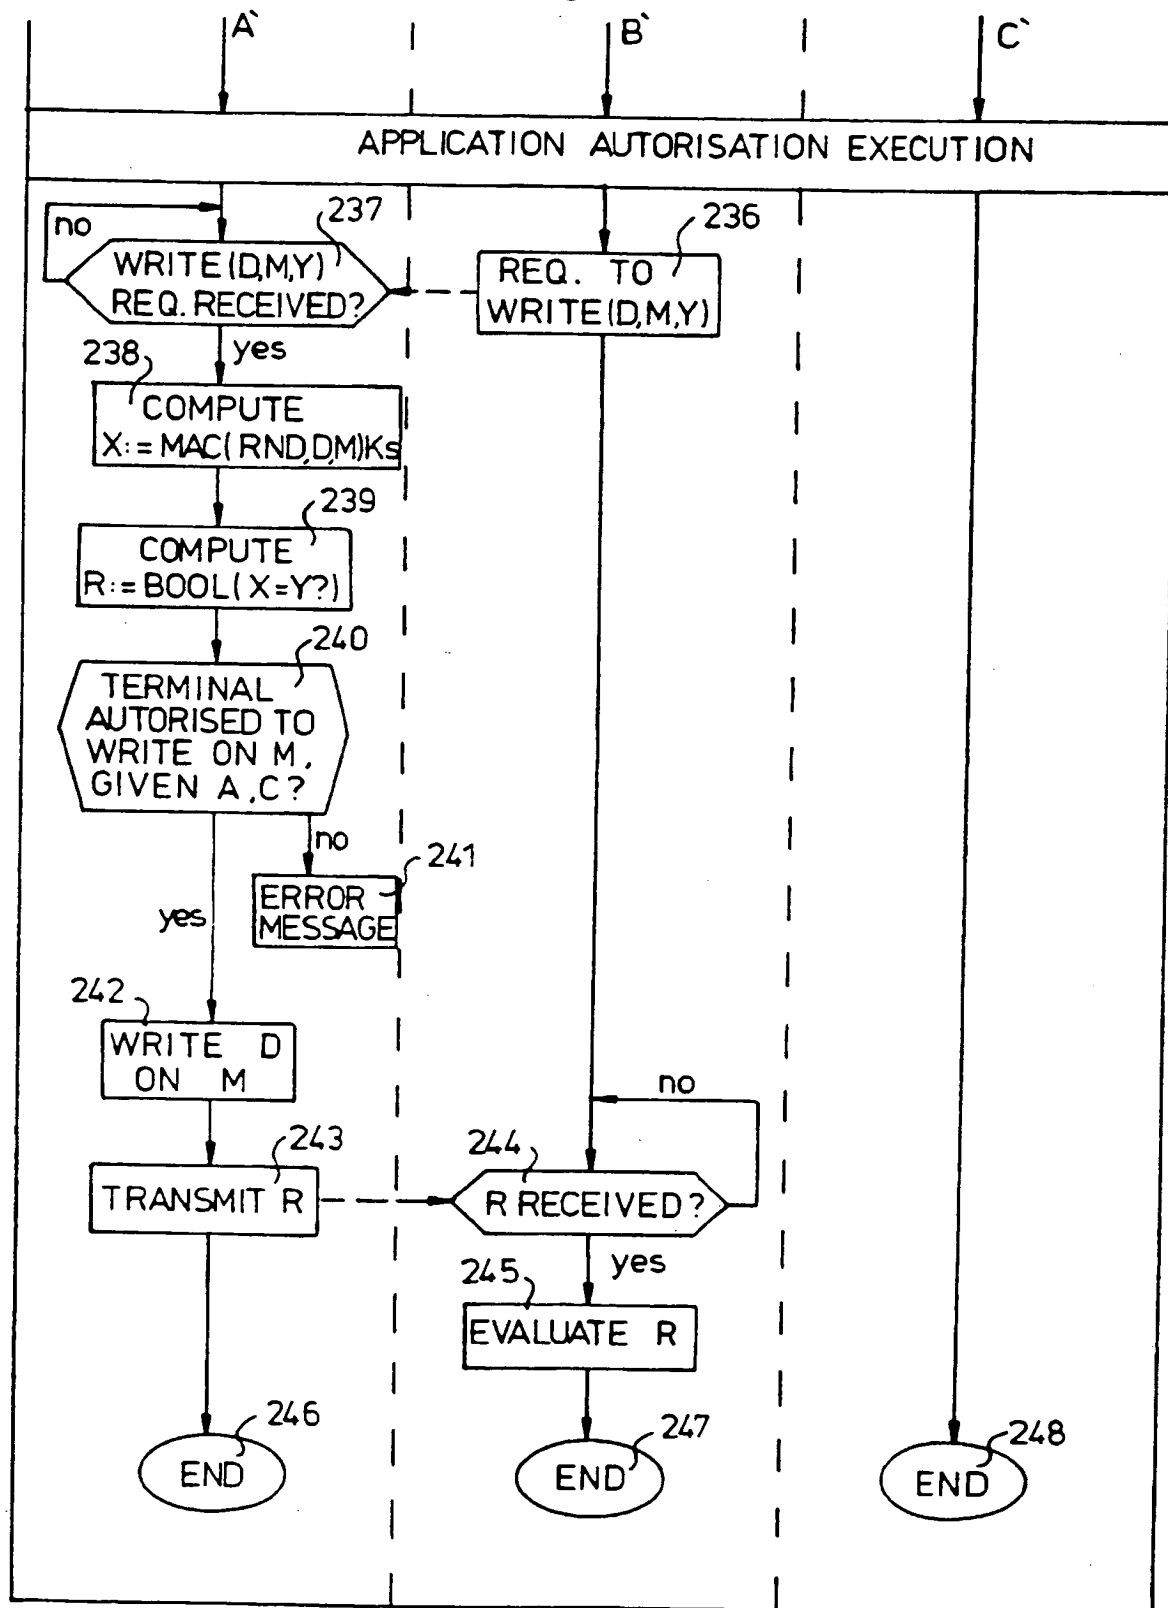 A` B` C`
APPLICATION AUTORISATION EXECUTION
no
237
WRITE(D,M,Y)
REQ. RECEIVED?
236
REQ. TO
WRITE(D,M,Y)
yes
238
COMPUTE
X:=MAC(RND,D,M)Ks
239
COMPUTE
R:=BOOL(X=Y?)
240
TERMINAL
AUTORISED TO
WRITE ON M,
GIVEN A,C?
no
241
ERROR
MESSAGE
yes
242
WRITE D
ON M
no
243
TRANSMIT R
244
R RECEIVED?
yes
245
EVALUATE R
246
END
247
END
248
END